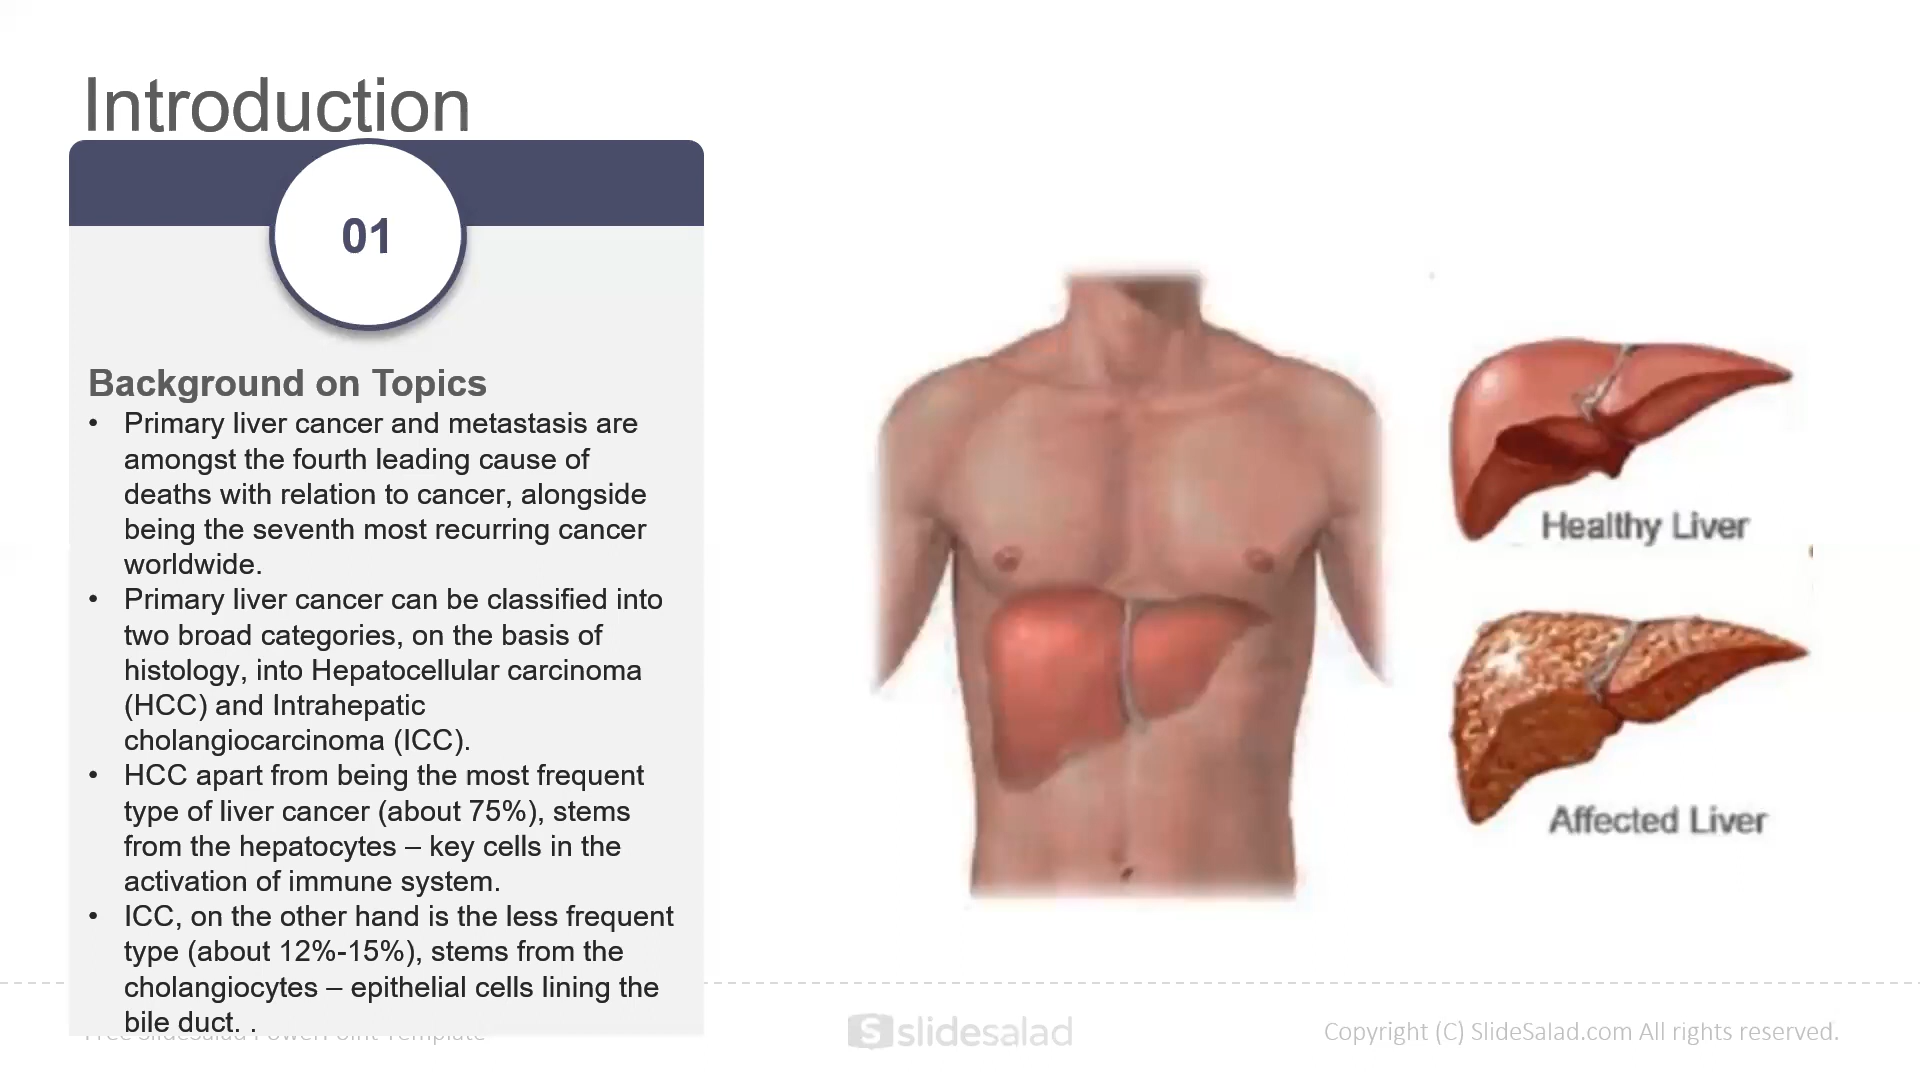 Introduction
01
Background on Topics
• Primary liver cancer and metastasis are
amongst the fourth leading cause of
deaths with relation to cancer, alongside
being the seventh most recurring cancer
worldwide.
• Primary liver cancer can be classified into
two broad categories, on the basis of
histology, into Hepatocellular carcinoma
(HCC) and Intrahepatic
cholangiocarcinoma (ICC).
• HCC apart from being the most frequent
type of liver cancer (about 75%), stems
from the hepatocytes – key cells in the
activation of immune system.
• ICC, on the other hand is the less frequent
type (about 12%-15%), stems from the
cholangiocytes – epithelial cells lining the
bile duct. .
Healthy Liver
Affected Liver
Free SlideSalad PowerPoint Template
slidesalad
Copyright (C) SlideSalad.com All rights reserved.